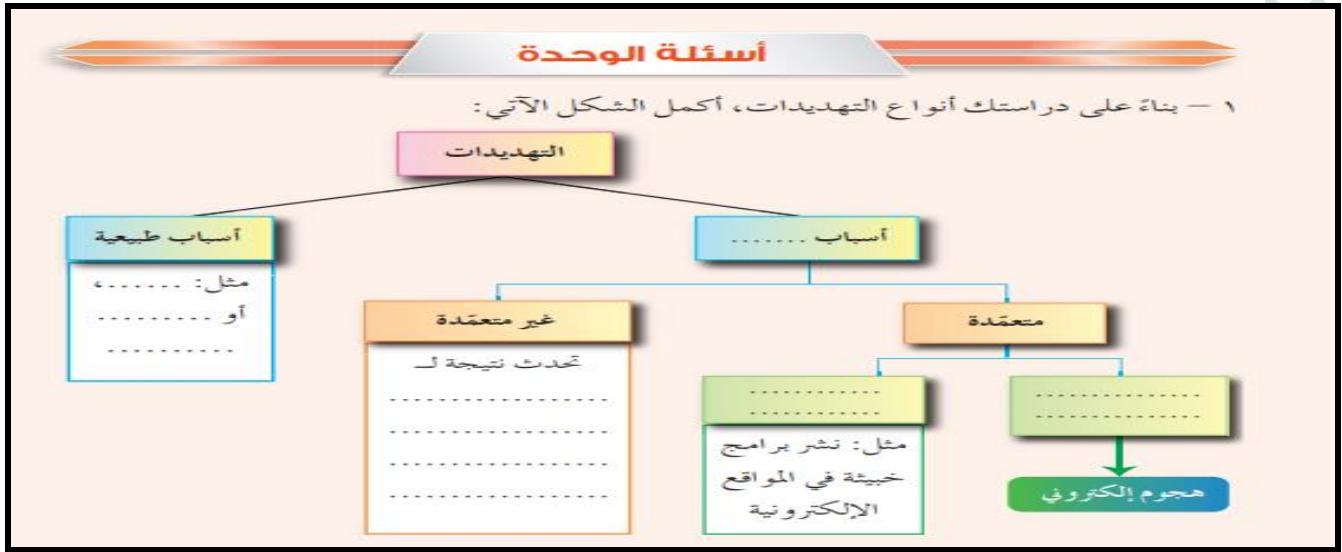 أسئلة الوحدة
١ – بناءً على دراستك أنواع التهديدات، أكمل الشكل الآتي:
التهديدات
أسباب .......
أسباب طبيعية
مثل: .......،
أو .........
..........
متعمّدة
غير متعمّدة
تحدث نتيجة لـ
..................
..................
..................
..................
...............
...............
هجوم إلكتروني
............
............
مثل: نشر برامج
خبيثة في المواقع
الإلكترونية